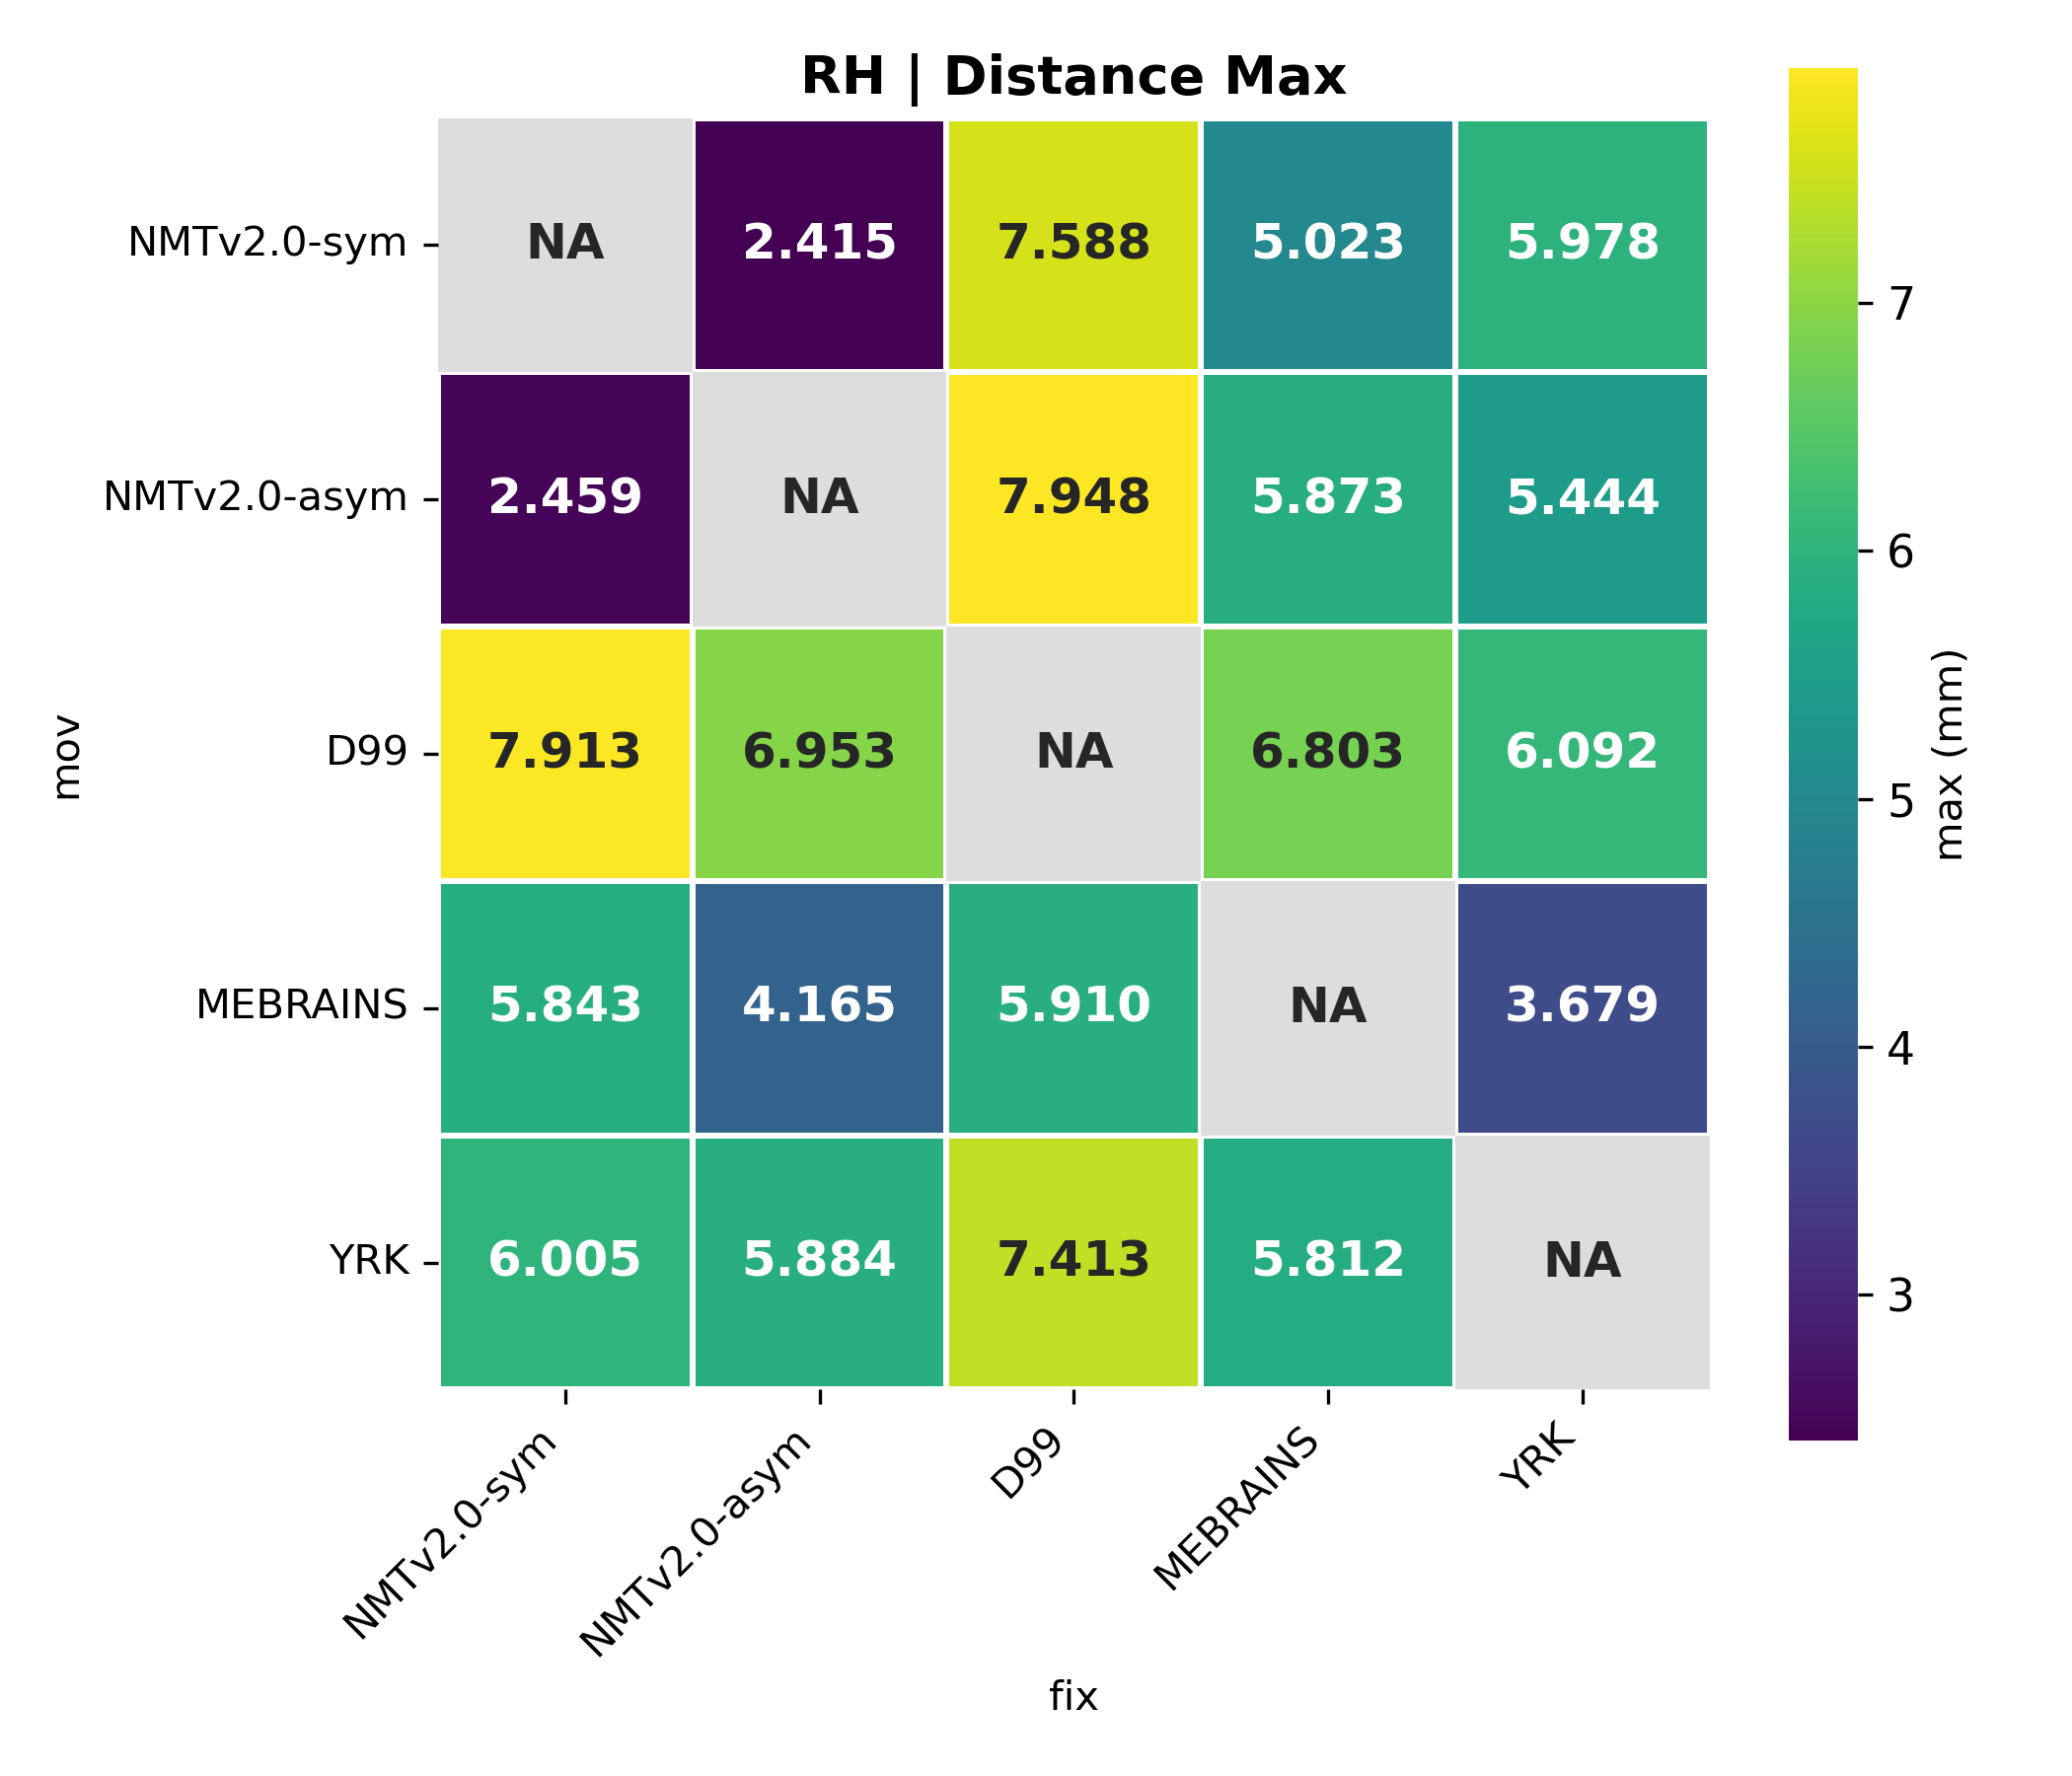 RH | Distance Max
NMTv2.0-sym NA 2.415 7.588 5.023 5.978
NMTv2.0-asym 2.459 NA 7.948 5.873 5.444
D99 7.913 6.953 NA 6.803 6.092
MEBRAINS 5.843 4.165 5.910 NA 3.679
YRK 6.005 5.884 7.413 5.812 NA
mov
NMTv2.0-sym NMTv2.0-asym D99 MEBRAINS YRK
fix
7
6
5
4
3
max (mm)